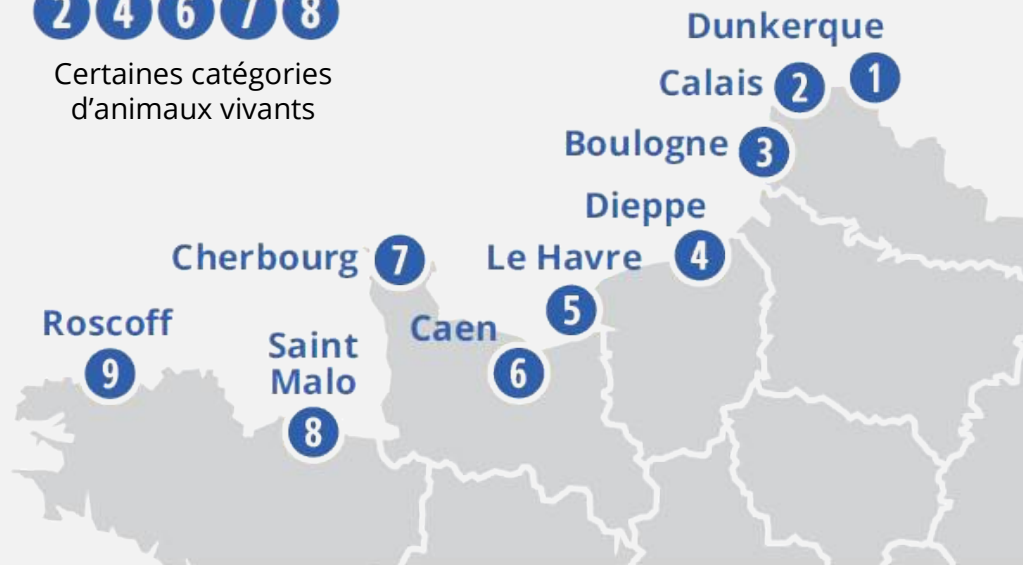 2 4 6 7 8
Certaines catégories
d’animaux vivants
Dunkerque
1
Calais 2
Boulogne 3
Dieppe
4
Cherbourg 7
Le Havre
5
Roscoff
9
Caen
6
Saint
Malo
8